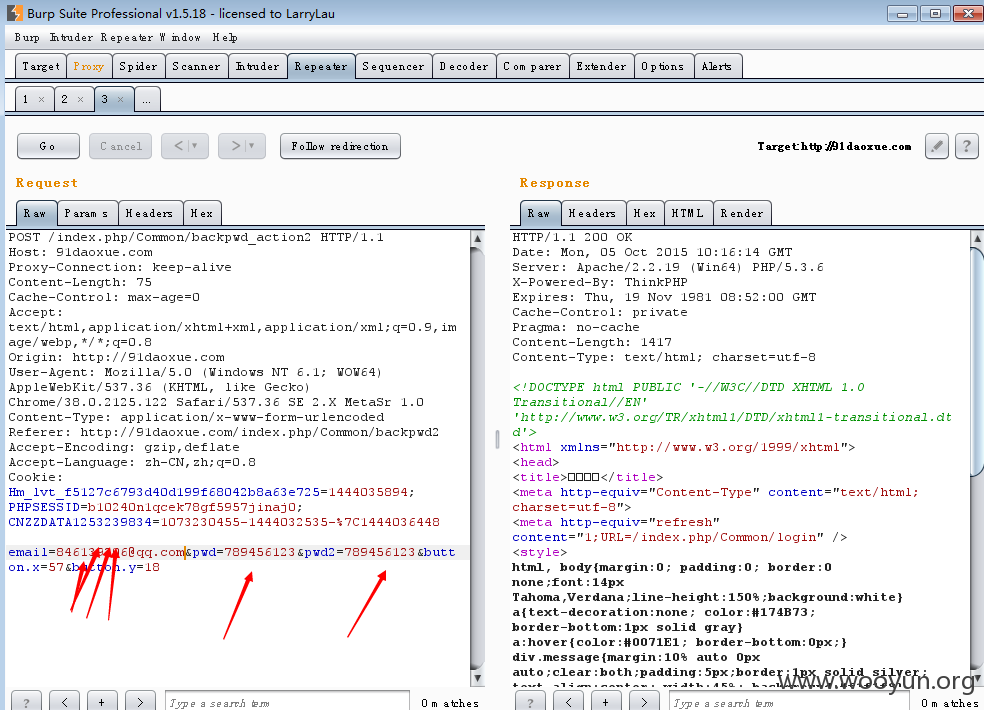 Burp Suite Professional v1.5.18 - licensed to LarryLau
Burp Intruder Repeater Window Help
Target Proxy Spider Scanner Intruder Repeater Sequencer Decoder Comparer Extender Options Alerts
1 × 2 × 3 × ...
Go Cancel < > Follow redirection Target: http://91daoxue.com ?
Request
Raw Params Headers Hex
POST /index.php/Common/backpwd_action2 HTTP/1.1
Host: 91daoxue.com
Proxy-Connection: keep-alive
Content-Length: 75
Cache-Control: max-age=0
Accept:
text/html,application/xhtml+xml,application/xml;q=0.9,im
age/webp,*/*;q=0.8
Origin: http://91daoxue.com
User-Agent: Mozilla/5.0 (Windows NT 6.1; WOW64)
AppleWebKit/537.36 (KHTML, like Gecko)
Chrome/38.0.2125.122 Safari/537.36 SE 2.X MetaSr 1.0
Content-Type: application/x-www-form-urlencoded
Referer: http://91daoxue.com/index.php/Common/backpwd2
Accept-Encoding: gzip,deflate
Accept-Language: zh-CN,zh;q=0.8
Cookie:
Hm_lvt_f5127c6793d40d199f68042b8a63e725=1444035894;
PHPSESSID=b10240n1qcek78gf5957jinaj0;
CNZZDATA1253239834=1073230455-1444032535-%7C1444036448
&pwd=789456123&pwd2=789456123&butt
on.x=57&button.y=18
? < + > Type a search term 0 matches
Response
Raw Headers Hex HTML Render
HTTP/1.1 200 OK
Date: Mon, 05 Oct 2015 10:16:14 GMT
Server: Apache/2.2.19 (Win64) PHP/5.3.6
X-Powered-By: ThinkPHP
Expires: Thu, 19 Nov 1981 08:52:00 GMT
Cache-Control: private
Pragma: no-cache
Content-Length: 1417
Content-Type: text/html; charset=utf-8
<!DOCTYPE html PUBLIC '-//W3C//DTD XHTML 1.0
Transitional//EN'
'http://www.w3.org/TR/xhtml1/DTD/xhtml1-transitional.dt
d'>
<html xmlns="http://www.w3.org/1999/xhtml">
<head>
<title>□□□□</title>
<meta http-equiv="Content-Type" content="text/html;
charset=utf-8">
<meta http-equiv="refresh"
content="1;URL=/index.php/Common/login" />
<style>
html, body{margin:0; padding:0; border:0
none;font:14px
Tahoma,Verdana;line-height:150%;background:white}
a{text-decoration:none; color:#174B73;
border-bottom:1px solid gray}
a:hover{color:#0071E1; border-bottom:0px;}
div.message{margin:10% auto 0px
auto;clear:both;padding:5px;border:1px solid silver;
www.wooyun.org
? < + > Type a search term 0 matches